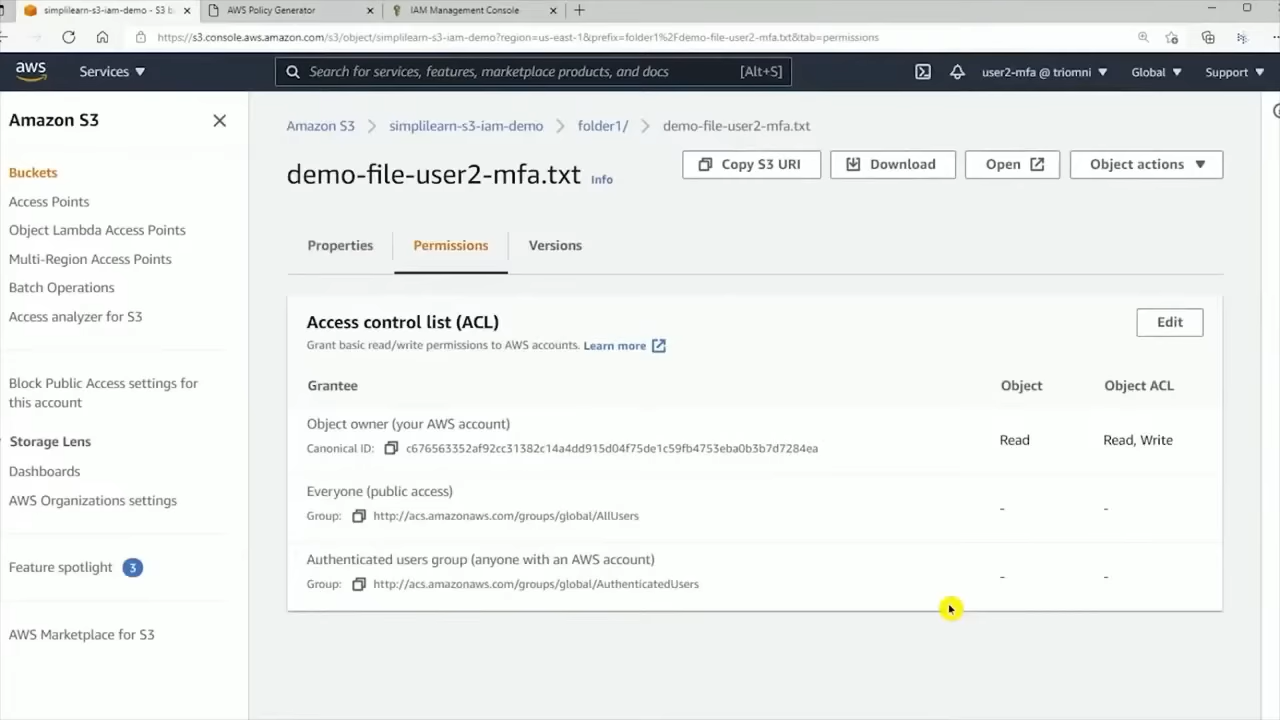 simplilearn-s3-iam-demo - S3 b
AWS Policy Generator
IAM Management Console
https://s3.console.aws.amazon.com/s3/object/simplilearn-s3-iam-demo?region=us-east-1&prefix=folder1%2Fdemo-file-user2-mfa.txt&tab=permissions
aws
Services
Search for services, features, marketplace products, and docs
[Alt+S]
user2-mfa @ triomni
Global
Support
Amazon S3
Buckets
Access Points
Object Lambda Access Points
Multi-Region Access Points
Batch Operations
Access analyzer for S3
Block Public Access settings for
this account
Storage Lens
Dashboards
AWS Organizations settings
Feature spotlight 3
AWS Marketplace for S3
Amazon S3
simplilearn-s3-iam-demo
folder1/
demo-file-user2-mfa.txt
demo-file-user2-mfa.txt Info
Copy S3 URI
Download
Open
Object actions
Properties
Permissions
Versions
Access control list (ACL)
Edit
Grant basic read/write permissions to AWS accounts. Learn more
Grantee
Object
Object ACL
Object owner (your AWS account)
Canonical ID: c676563352af92cc31382c14a4dd915d04f75de1c59fb4753eba0b3b7d7284ea
Read
Read, Write
Everyone (public access)
Group: http://acs.amazonaws.com/groups/global/AllUsers
-
-
Authenticated users group (anyone with an AWS account)
Group: http://acs.amazonaws.com/groups/global/AuthenticatedUsers
-
-